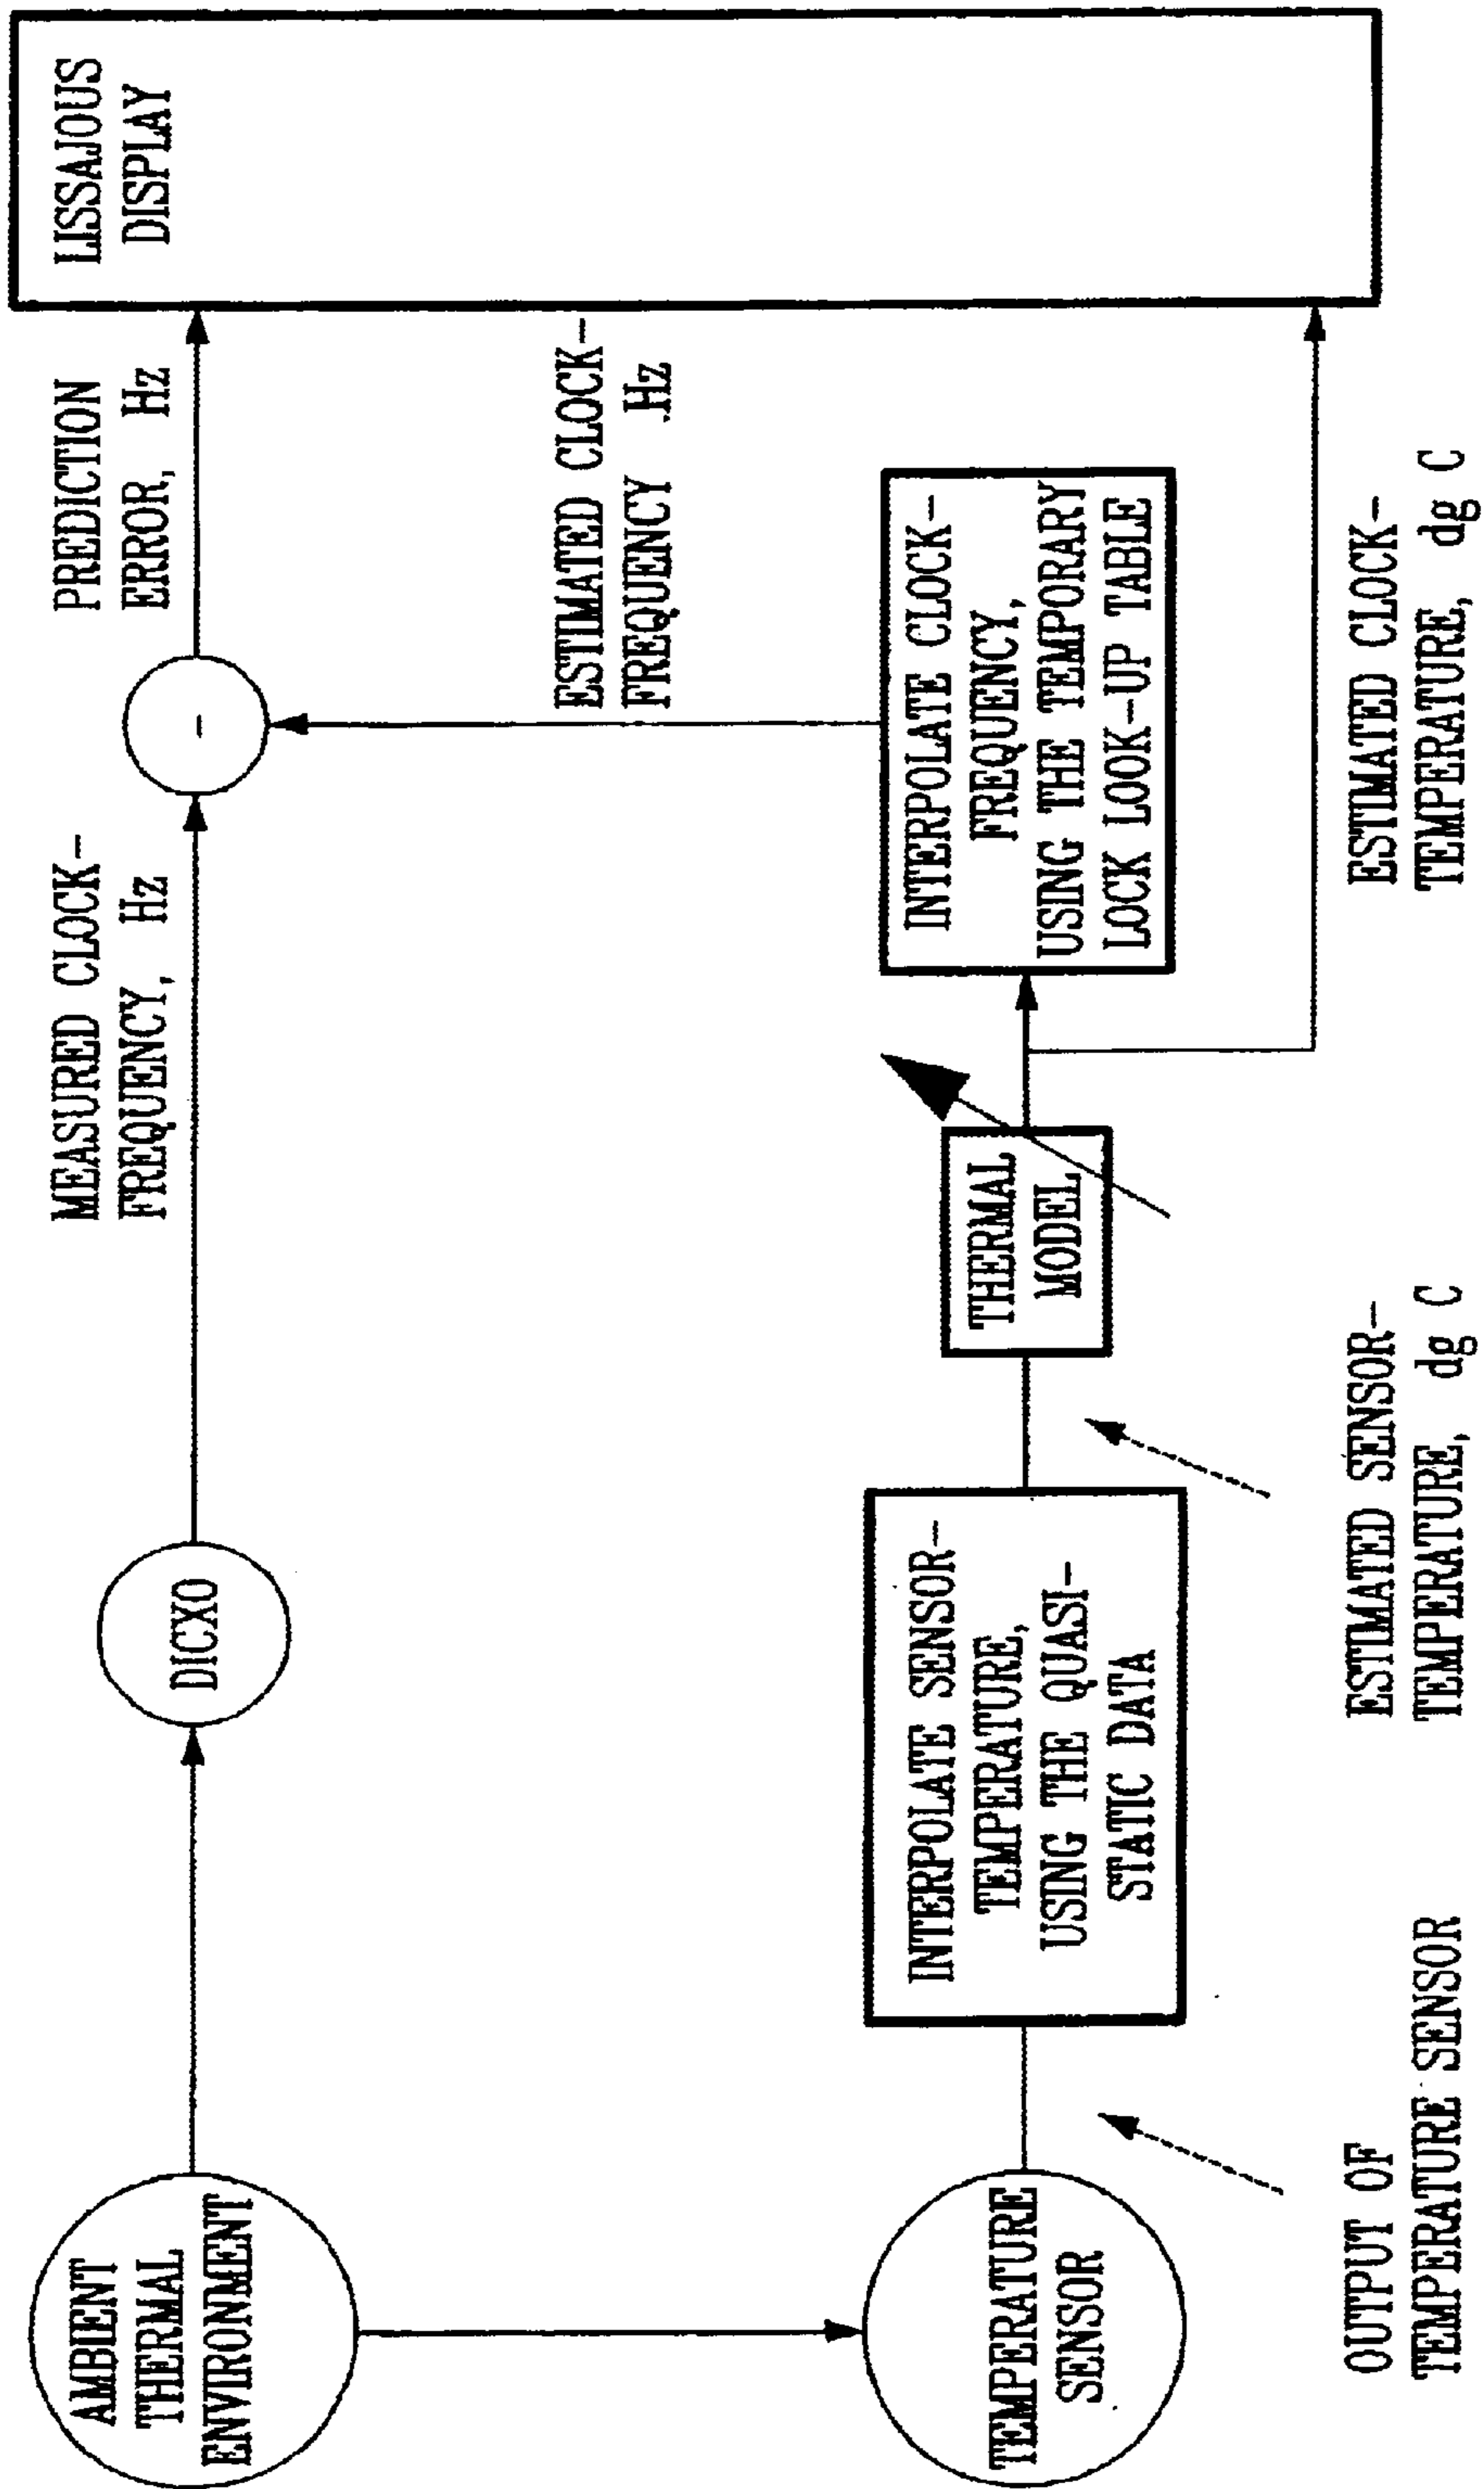 AMBIENT
THERMAL
ENVIRONMENT
DICXO
MEASURED CLOCK-
FREQUENCY, Hz
-
PREDICTION
ERROR, Hz
LISSAJOUS
DISPLAY
ESTIMATED CLOCK-
FREQUENCY .Hz
TEMPERATURE
SENSOR
INTERPOLATE SENSOR-
TEMPERATURE,
USING THE QUASI-
STATIC DATA
THERMAL
MODEL
INTERPOLATE CLOCK-
FREQUENCY,
USING THE TEMPORARY
LOCK LOOK-UP TABLE
OUTPUT OF
TEMPERATURE SENSOR
ESTIMATED SENSOR-
TEMPERATURE, dg C
ESTIMATED CLOCK-
TEMPERATURE, dg C